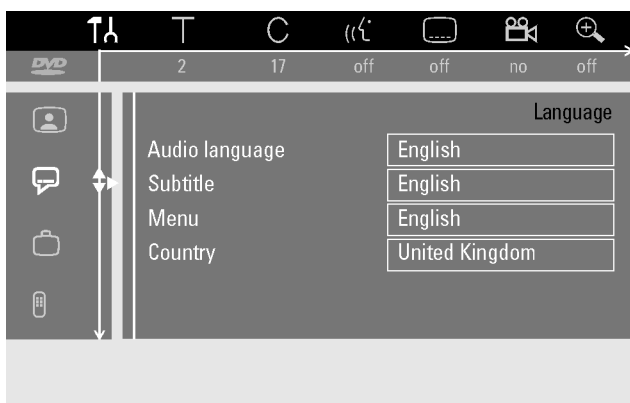 T C
DVD 2 17 off off no off
Language
Audio language English
Subtitle English
Menu English
Country United Kingdom